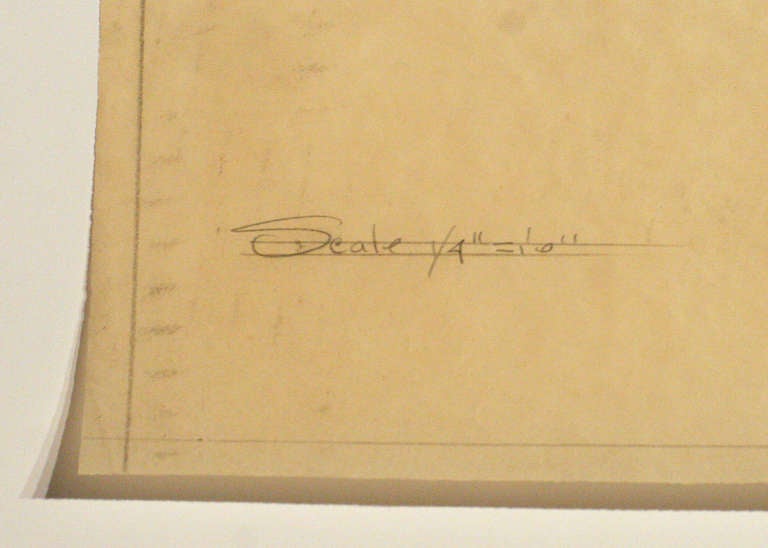 Scale 1/4" = 1'0"